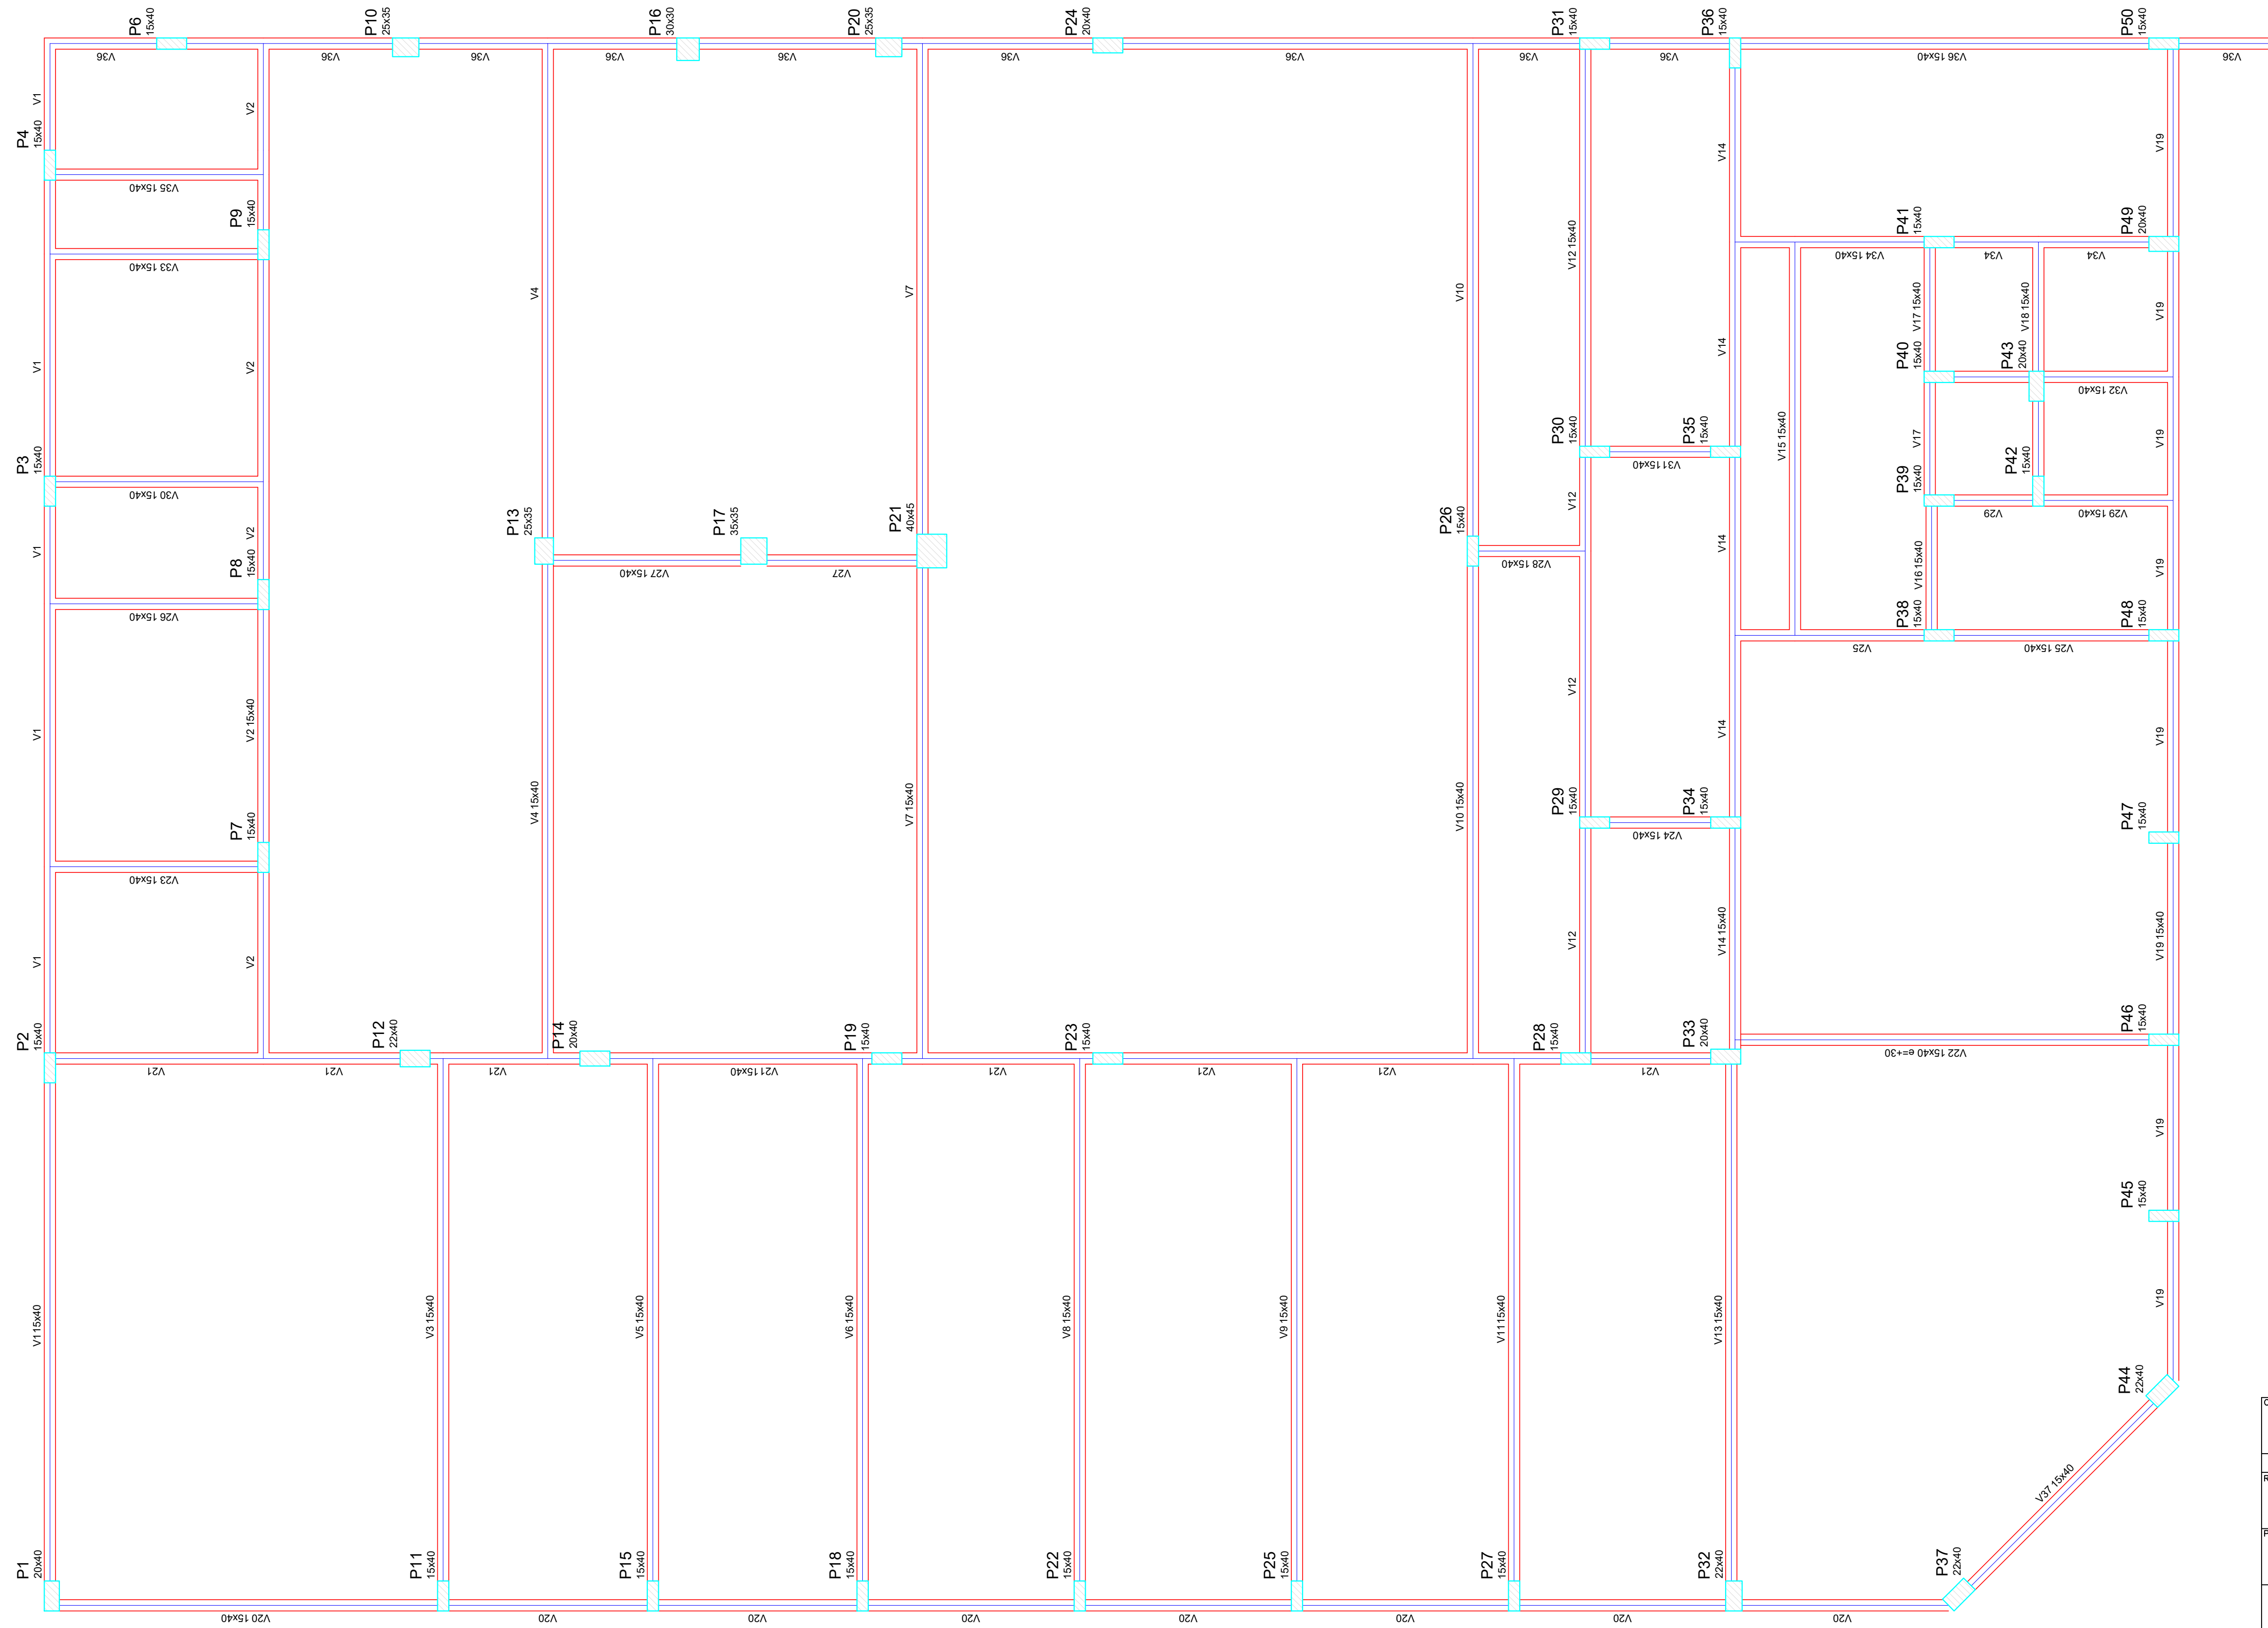 P1
20x40
V1 15x40
P2
15x40
V1
V1
V1
P3
15x40
V1
P4
15x40
V1
P6
15x40
V36
V23 15x40
V26 15x40
V30 15x40
V33 15x40
V35 15x40
V21
V2
P7
15x40
V2 15x40
P8
15x40
V2
V2
P9
15x40
V2
V20 15x40
V21
P12
22x40
V36
P10
25x35
V36
P11
15x40
V3 15x40
V21
V4 15x40
P13
25x35
V4
V20
P14
20x40
V36
P16
30x30
P15
15x40
V5 15x40
V21 15x40
V27 15x40
P17
35x35
V27
V36
P20
25x35
V20
P18
15x40
V6 15x40
P19
15x40
V7 15x40
P21
40x45
V7
V20
V21
V36
P24
20x40
P22
15x40
V8 15x40
P23
15x40
V20
V21
V36
P25
15x40
V9 15x40
V20
V21
V10 15x40
P26
15x40
V10
P27
15x40
V11 15x40
P28
15x40
V28 15x40
V36
P31
15x40
V12
P29
15x40
V12
V12
P30
15x40
V12 15x40
V20
V21
V24 15x40
V31 15x40
V36
P32
22x40
V13 15x40
P33
20x40
V14 15x40
P34
15x40
V14
V14
P35
15x40
V14
V14
P36
15x40
V20
V22 15x40 e=+30
V25
V15 15x40
V34 15x40
V36 15x40
P37
22x40
P38
15x40
V16 15x40
P39
15x40
V17
P40
15x40
V17 15x40
P41
15x40
V29
P42
15x40
P43
20x40
V18 15x40
V34
V37 15x40
V25 15x40
V29 15x40
V32 15x40
V34
P44
22x40
V19
P45
15x40
V19
P46
15x40
V19 15x40
P47
15x40
V19
P48
15x40
V19
V19
V19
P49
20x40
V19
P50
15x40
V36